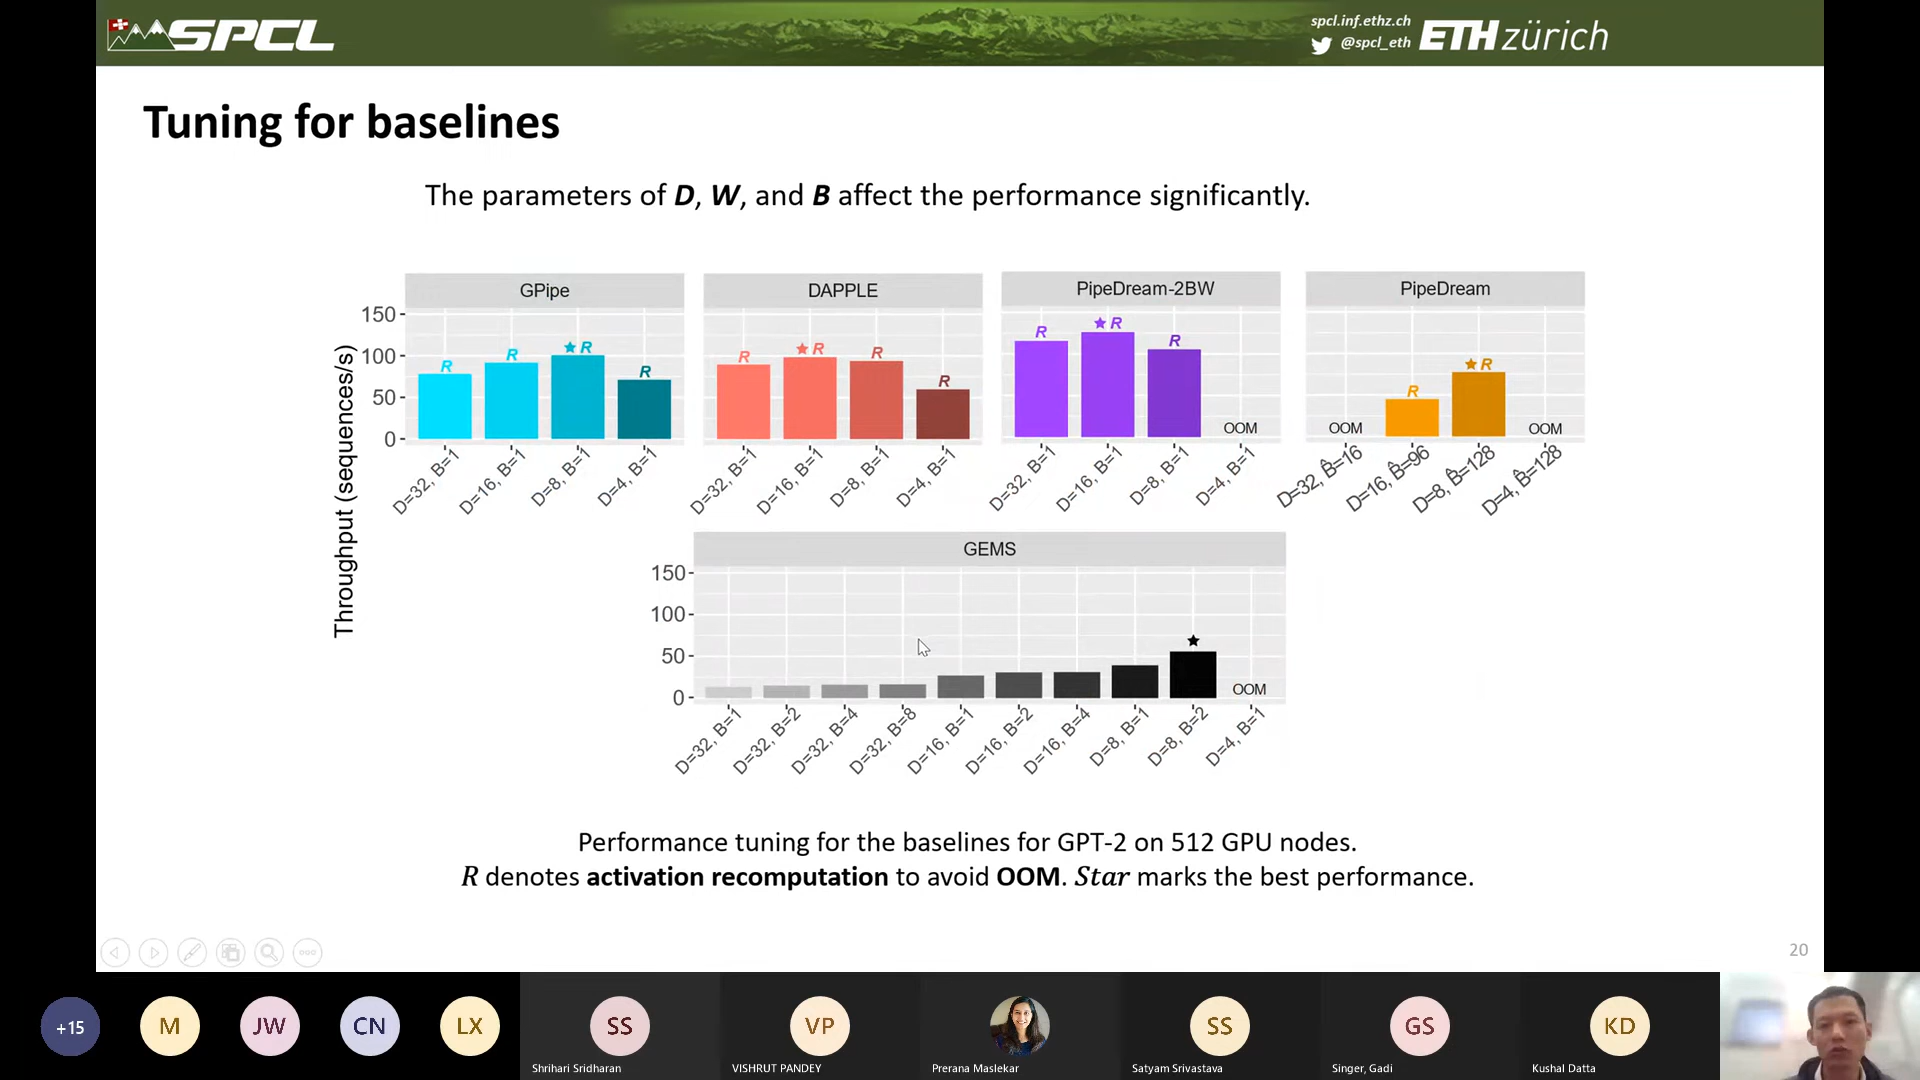 SPCL
spcl.inf.ethz.ch
@spcl_eth
ETH zürich
Tuning for baselines
The parameters of D, W, and B affect the performance significantly.
Throughput (sequences/s)
GPipe
DAPPLE
PipeDream-2BW
PipeDream
150
100
50
0
R
R
★ R
R
R
★ R
R
R
R
★ R
R
OOM
OOM
R
★ R
OOM
D=32, B=1
D=16, B=1
D=8, B=1
D=4, B=1
D=32, B=1
D=16, B=1
D=8, B=1
D=4, B=1
D=32, B=1
D=16, B=1
D=8, B=1
D=4, B=1
D=32, B̂=16
D=16, B̂=96
D=8, B̂=128
D=4, B̂=128
GEMS
150
100
50
0
★
OOM
D=32, B=1
D=32, B=2
D=32, B=4
D=32, B=8
D=16, B=1
D=16, B=2
D=16, B=4
D=8, B=1
D=8, B=2
D=4, B=1
Performance tuning for the baselines for GPT-2 on 512 GPU nodes.
R denotes activation recomputation to avoid OOM. Star marks the best performance.
20
+15
M
JW
CN
LX
SS
Shrihari Sridharan
VP
VISHRUT PANDEY
Prerana Maslekar
SS
Satyam Srivastava
GS
Singer, Gadi
KD
Kushal Datta